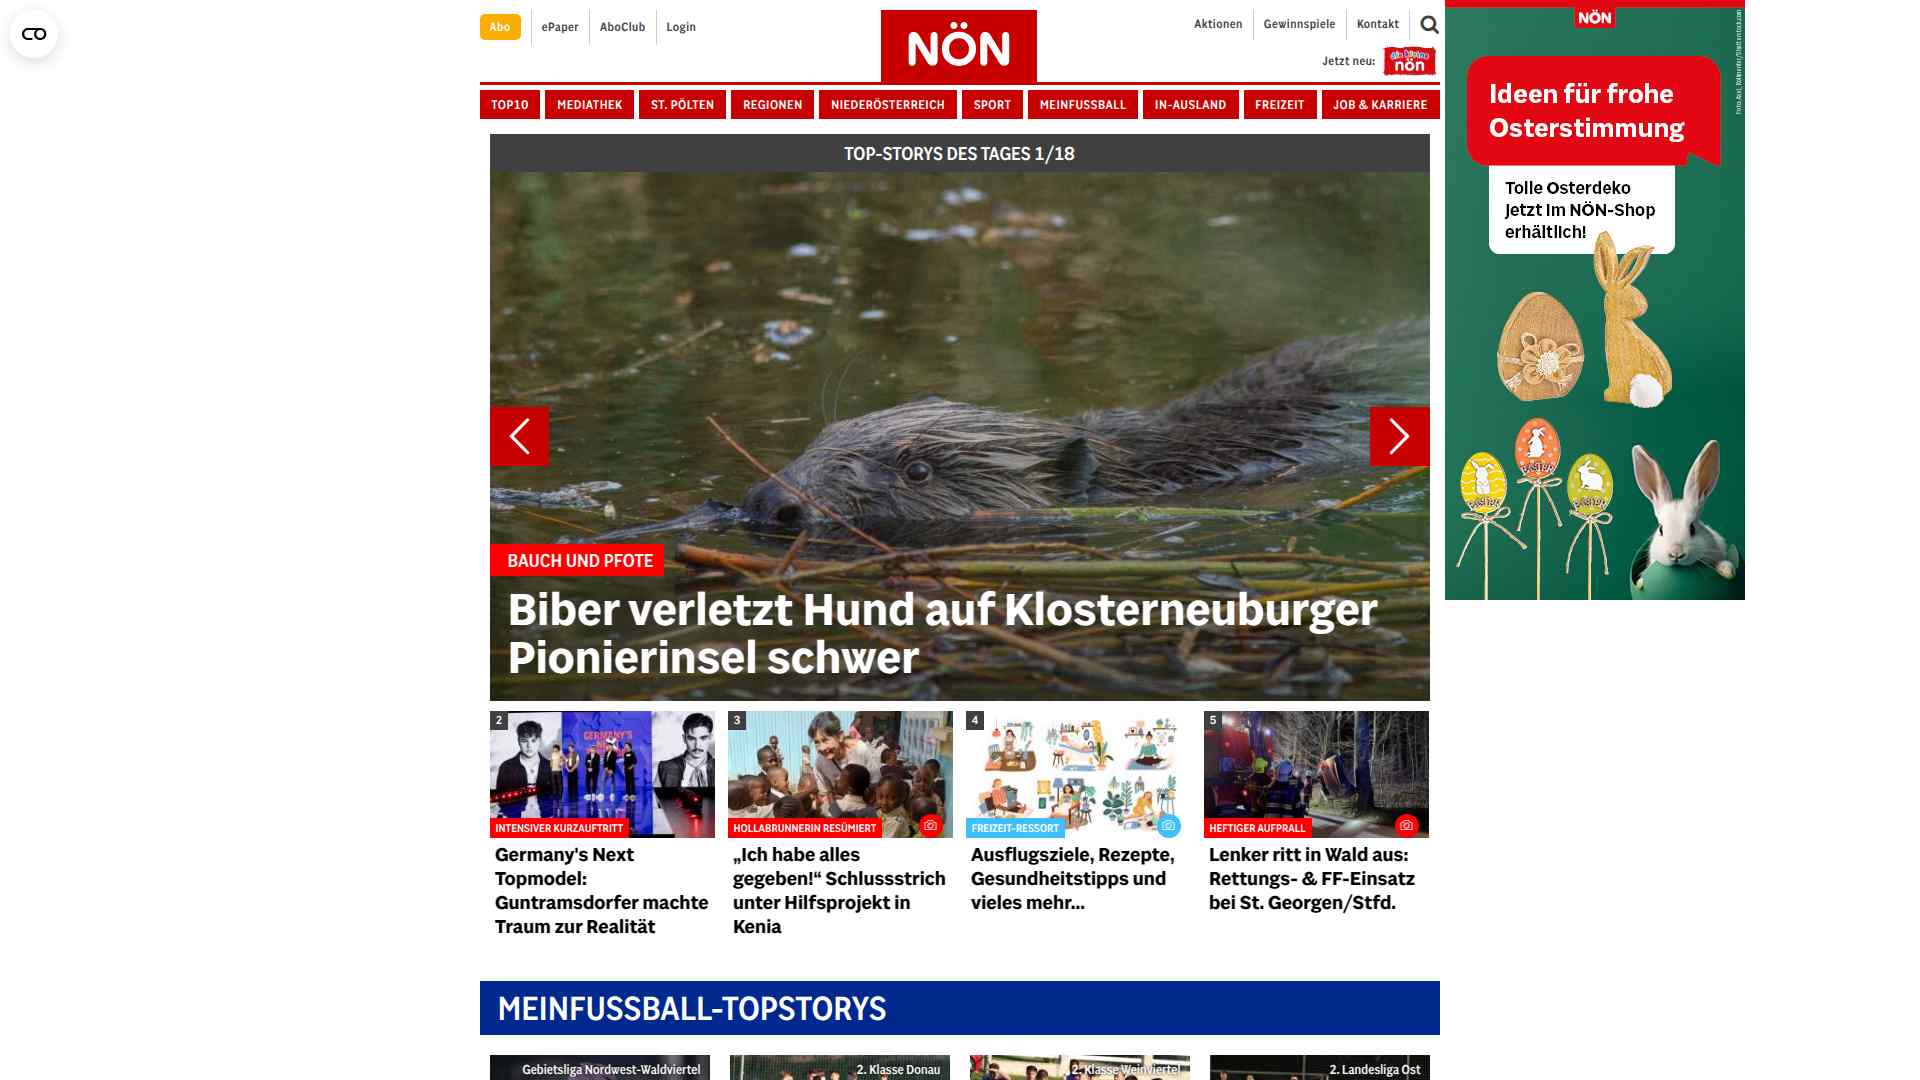 Abo
ePaper
AboClub
Login
NÖN
Aktionen
Gewinnspiele
Kontakt
Jetzt neu:
die kleine
nön
TOP10
MEDIATHEK
ST. PÖLTEN
REGIONEN
NIEDERÖSTERREICH
SPORT
MEINFUSSBALL
IN-AUSLAND
FREIZEIT
JOB & KARRIERE
TOP-STORYS DES TAGES 1/18
BAUCH UND PFOTE
Biber verletzt Hund auf Klosterneuburger
Pionierinsel schwer
2
GERMANY'S
INTENSIVER KURZAUFTRITT
Germany's Next
Topmodel:
Guntramsdorfer machte
Traum zur Realität
3
HOLLABRUNNERIN RESÜMIERT
„Ich habe alles
gegeben!“ Schlussstrich
unter Hilfsprojekt in
Kenia
4
FREIZEIT-RESSORT
Ausflugsziele, Rezepte,
Gesundheitstipps und
vieles mehr...
5
HEFTIGER AUFPRALL
Lenker ritt in Wald aus:
Rettungs- & FF-Einsatz
bei St. Georgen/Stfd.
MEINFUSSBALL-TOPSTORYS
Gebietsliga Nordwest-Waldviertel
2. Klasse Donau
2. Klasse Weinviertel
2. Landesliga Ost
NÖN
Ideen für frohe
Osterstimmung
Tolle Osterdeko
jetzt im NÖN-Shop
erhältlich!
EASTER
EASTER
EASTER